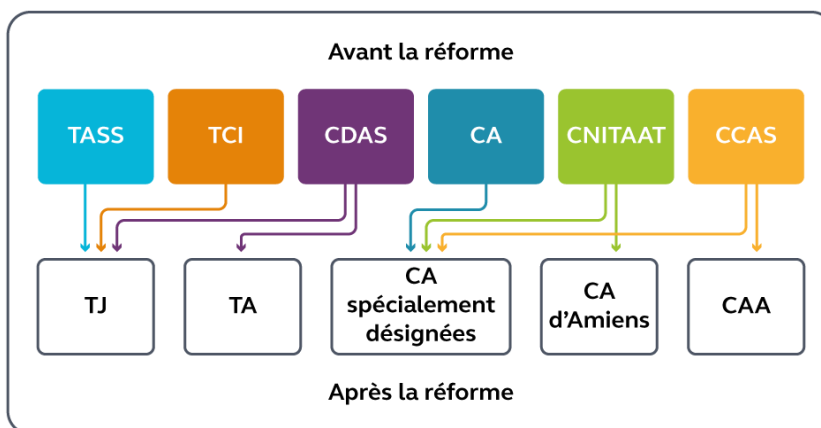 Avant la réforme
TASS
TCI
CDAS
CA
CNITAAT
CCAS
TJ
TA
CA
spécialement
désignées
CA
d'Amiens
CAA
Après la réforme